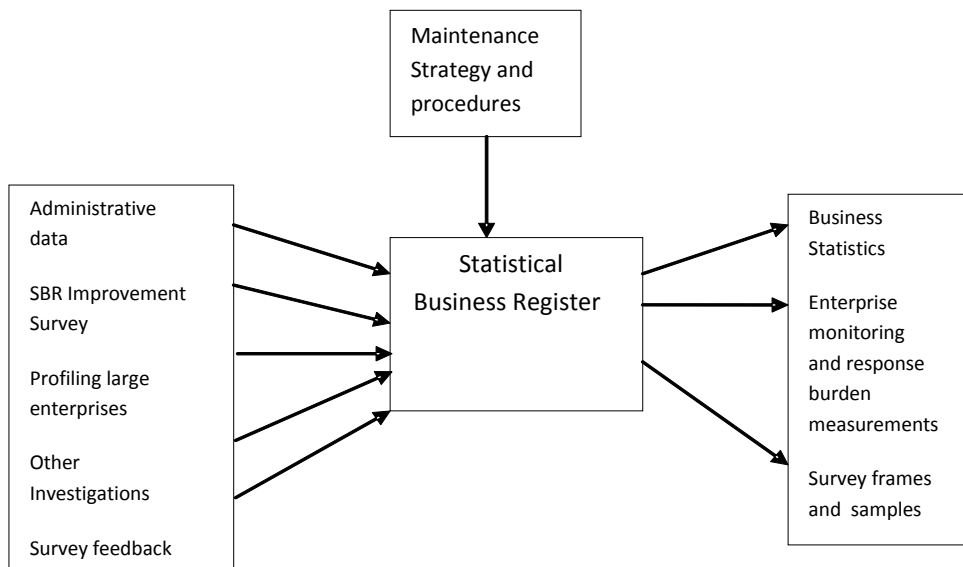 Maintenance
Strategy and
procedures
Administrative
data
SBR Improvement
Survey
Profiling large
enterprises
Other
Investigations
Survey feedback
Statistical
Business Register
Business
Statistics
Enterprise
monitoring
and response
burden
measurements
Survey frames
and samples